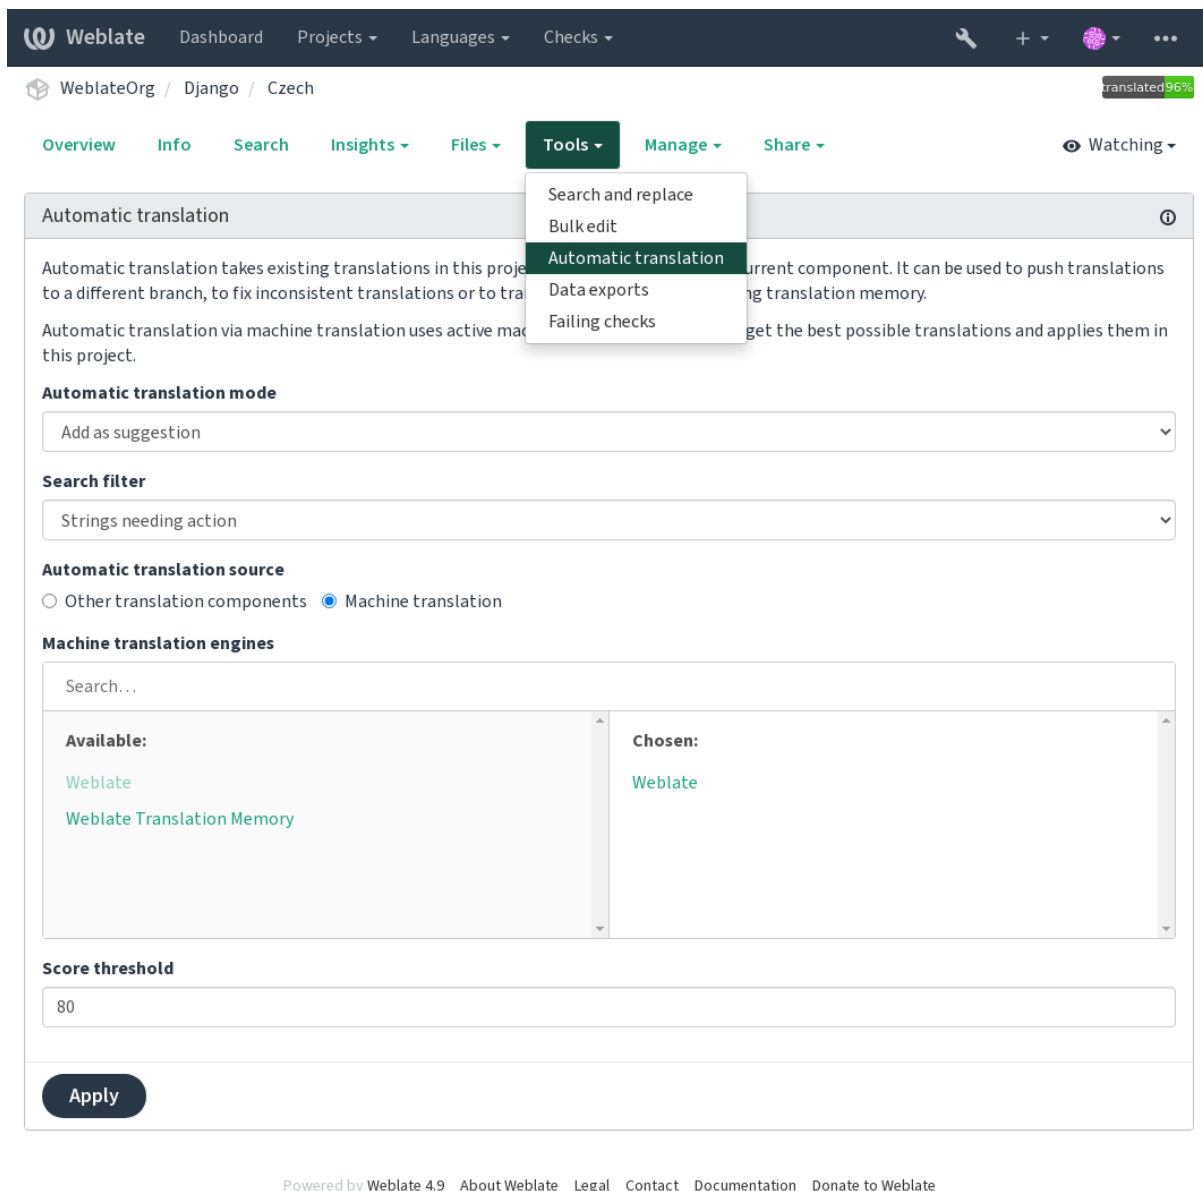 Weblate Dashboard Projects Languages Checks
WeblateOrg / Django / Czech translated 96%
Overview Info Search Insights Files Tools Manage Share Watching
Search and replace
Bulk edit
Automatic translation
Data exports
Failing checks
Automatic translation
Automatic translation takes existing translations in this urrent component. It can be used to push translations
to a different branch, to fix inconsistent translations or to translation memory.
Automatic translation via machine translation uses active get the best possible translations and applies them in
this project.
Automatic translation mode
Add as suggestion
Search filter
Strings needing action
Automatic translation source
Other translation components Machine translation
Machine translation engines
Search...
Available: Chosen:
Weblate Weblate
Weblate Translation Memory
Score threshold
80
Apply
Powered by Weblate 4.9 About Weblate Legal Contact Documentation Donate to Weblate